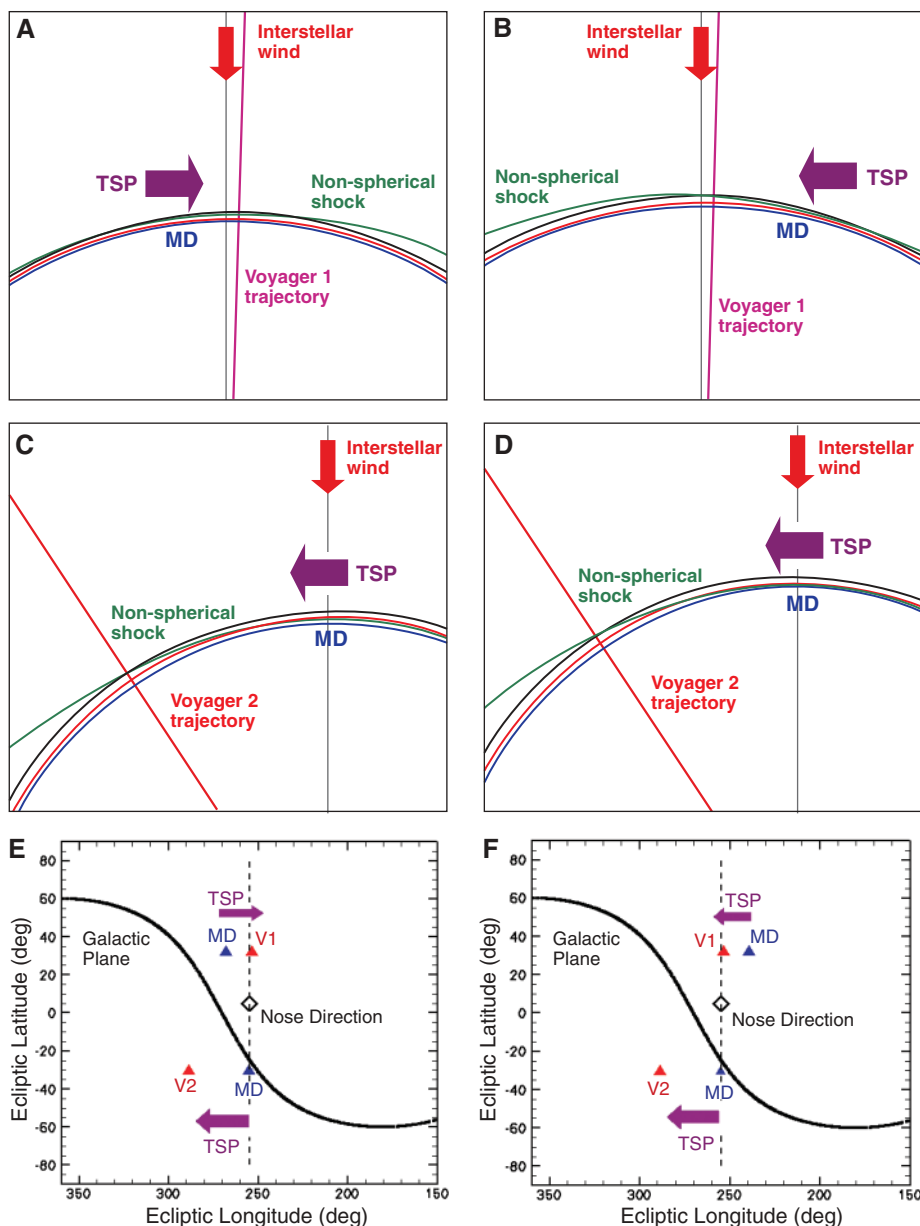 A
Interstellar
wind
TSP
Non-spherical
shock
MD
Voyager 1
trajectory
B
Interstellar
wind
Non-spherical
shock
TSP
MD
Voyager 1
trajectory
C
Interstellar
wind
TSP
Non-spherical
shock
MD
Voyager 2
trajectory
D
Interstellar
wind
TSP
Non-spherical
shock
MD
Voyager 2
trajectory
E
80
60
40
20
0
-20
-40
-60
-80
Ecliptic Latitude (deg)
TSP
MD
V1
Galactic
Plane
Nose Direction
V2
MD
TSP
350
300
250
200
150
Ecliptic Longitude (deg)
F
80
60
40
20
0
-20
-40
-60
-80
Ecliptic Latitude (deg)
TSP
V1
MD
Galactic
Plane
Nose Direction
V2
MD
TSP
350
300
250
200
150
Ecliptic Longitude (deg)